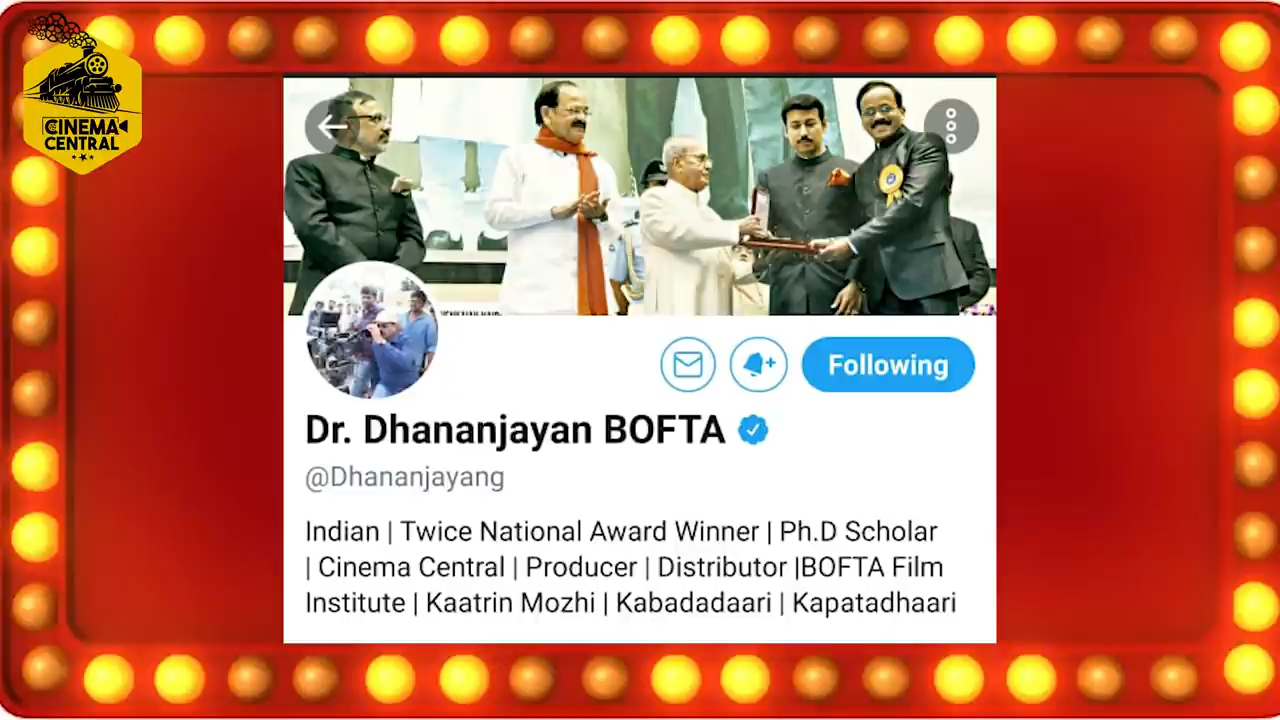 CINEMA
CENTRAL
Following
Dr. Dhananjayan BOFTA
@Dhananjayang
Indian | Twice National Award Winner | Ph.D Scholar
| Cinema Central | Producer | Distributor |BOFTA Film
Institute | Kaatrin Mozhi | Kabadadaari | Kapatadhaari